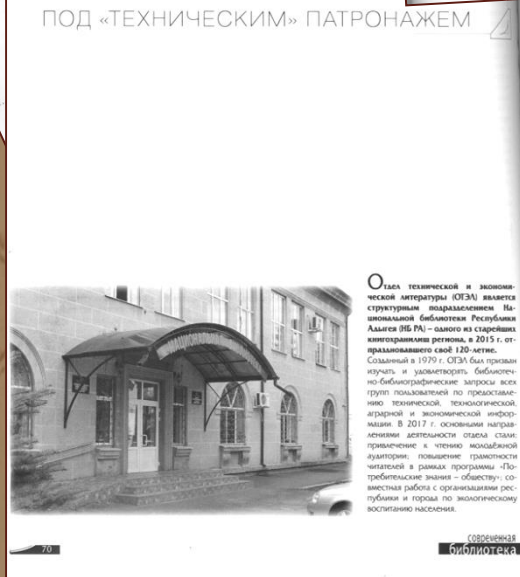 ПОД «ТЕХНИЧЕСКИМ» ПАТРОНАЖЕМ
Отдел технической и экономи-
ческой литературы (ОТЭЛ) является
структурным подразделением На-
циональной библиотеки Республики
Адыгея (НБ РА) – одного из старейших
книгохранилищ региона, в 2015 г. от-
праздновавшего своё 120-летие.
Созданный в 1979 г. ОТЭЛ был призван
изучать и удовлетворять библиотеч-
но-библиографические запросы всех
групп пользователей по предоставле-
нию технической, технологической,
аграрной и экономической инфор-
мации. В 2017 г. основными направ-
лениями деятельности отдела стали:
привлечение к чтению молодёжной
аудитории; повышение грамотности
читателей в рамках программы «По-
требительские знания – обществу»; со-
вместная работа с организациями рес-
публики и города по экологическому
воспитанию населения.
70
современная
библиотека